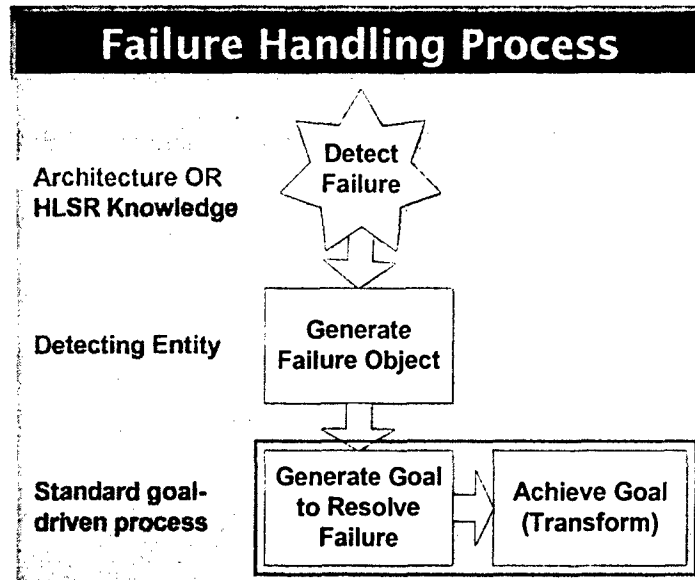 Failure Handling Process
Detect
Failure
Architecture OR
HLSR Knowledge
Generate
Failure Object
Detecting Entity
Generate Goal
to Resolve
Failure
Achieve Goal
(Transform)
Standard goal-
driven process